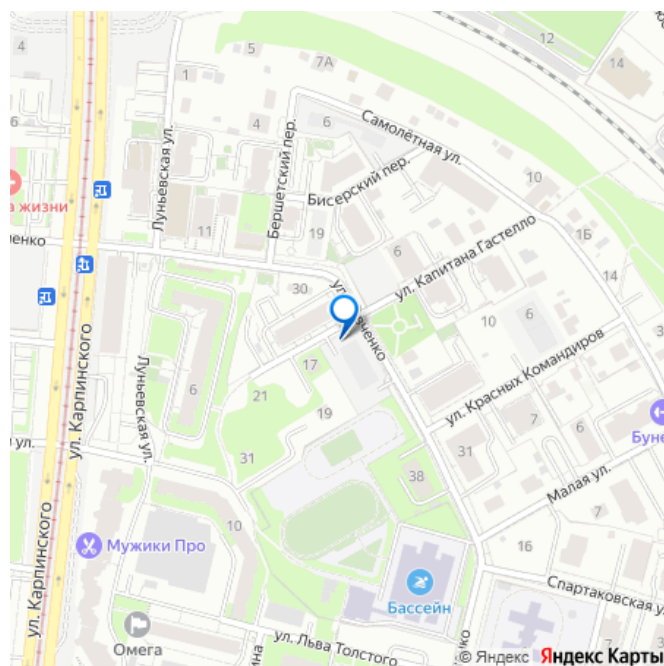 4
5
7А
12
14
1
Самолётная ул.
6
4
Луньевская ул.
Бершетский пер.
Бисерский пер.
10
6
а жизни
11
19
1Б
6
ул. Капитана Гастелло
14
30
10
6
ул. Карпинского
17
ул. Красных Командиров
Луньевская ул.
6
21
19
7
6
31
31
Малая ул.
38
10
7
16
Мужики Про
ул. Карпинского
Бассейн
Спартаковская ул.
Омега
ул. Льва Толстого
© Яндекс Яндекс Карты